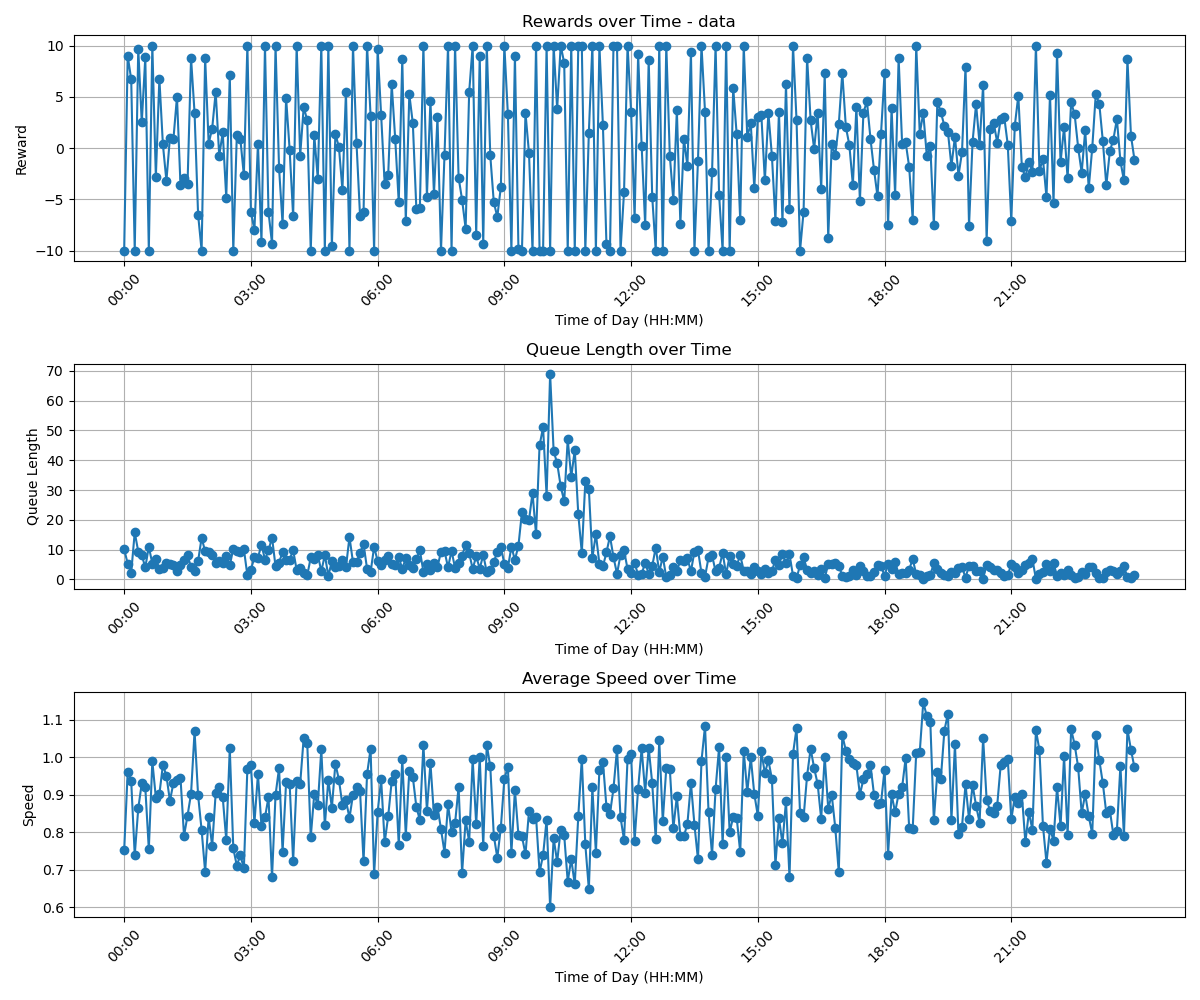 Rewards over Time - data
Reward
10
5
0
−5
−10
00:00 03:00 06:00 09:00 12:00 15:00 18:00 21:00
Time of Day (HH:MM)
Queue Length over Time
Queue Length
70
60
50
40
30
20
10
0
00:00 03:00 06:00 09:00 12:00 15:00 18:00 21:00
Time of Day (HH:MM)
Average Speed over Time
Speed
1.1
1.0
0.9
0.8
0.7
0.6
00:00 03:00 06:00 09:00 12:00 15:00 18:00 21:00
Time of Day (HH:MM)